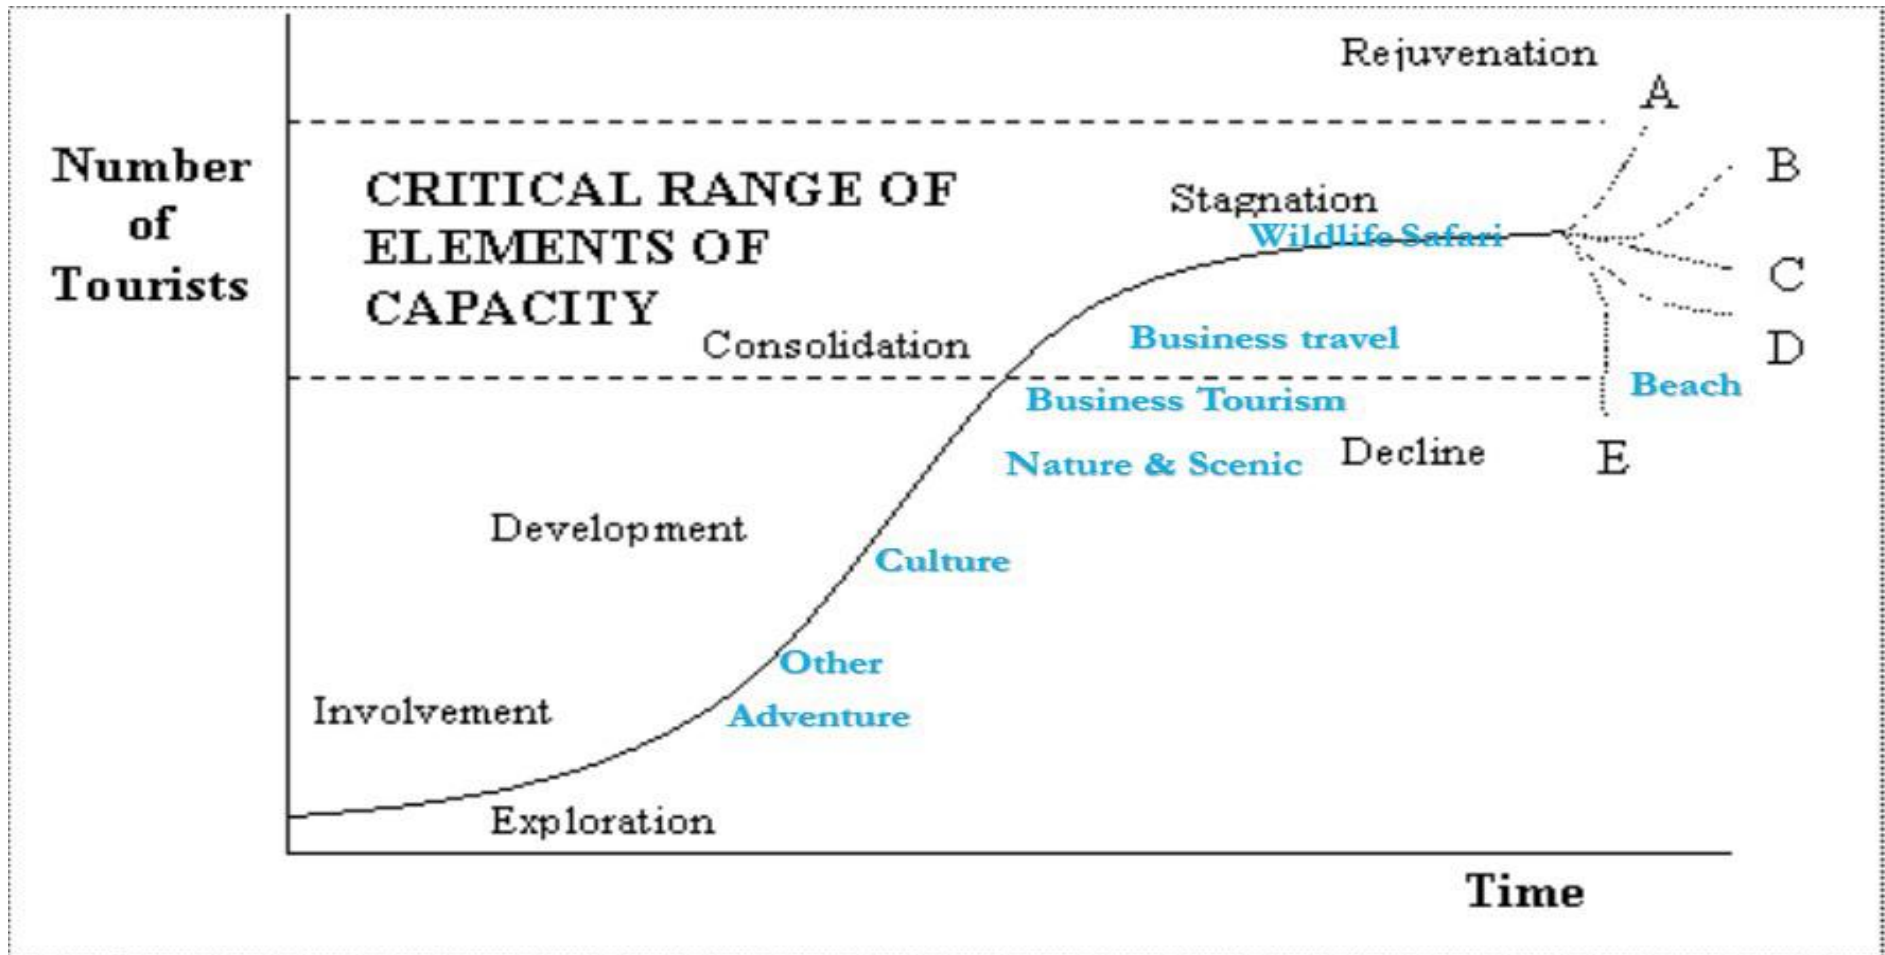 Rejuvenation
A
Number
of
Tourists
B
CRITICAL RANGE OF
ELEMENTS OF
CAPACITY
Stagnation
Wildlife Safari
C
Consolidation
Business travel
D
Beach
Business Tourism
Nature & Scenic
Decline
E
Development
Culture
Other
Involvement
Adventure
Exploration
Time